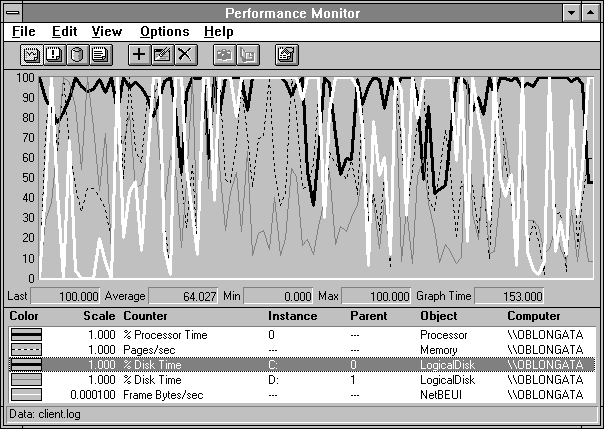 Performance Monitor
File Edit View Options Help
100
90
80
70
60
50
40
30
20
10
0
Last 100.000 Average 64.027 Min 0.000 Max 100.000 Graph Time 153.000
Color Scale Counter Instance Parent Object Computer
1.000 % Processor Time 0 --- Processor \\OBLONGATA
1.000 Pages/sec --- --- Memory \\OBLONGATA
1.000 % Disk Time C: 0 LogicalDisk \\OBLONGATA
1.000 % Disk Time D: 1 LogicalDisk \\OBLONGATA
0.000100 Frame Bytes/sec --- --- NetBEUI \\OBLONGATA
Data: client.log